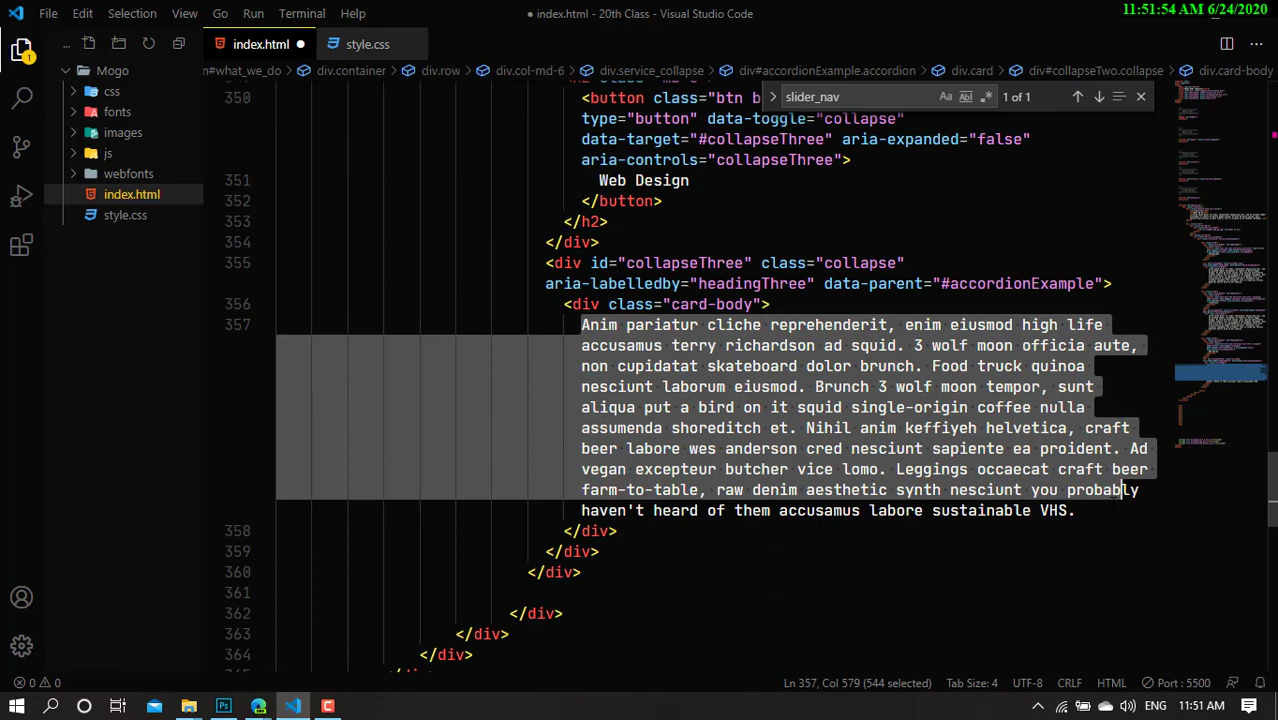 11:51:54 AM 6/24/2020
File Edit Selection View Go Run Terminal Help
● index.html - 20th Class - Visual Studio Code
index.html
style.css
Mogo
css
fonts
images
js
webfonts
index.html
style.css
n#what_we_do > div.container > div.row > div.col-md-6 > div.service_collapse > div#accordionExample.accordion > div.card > div#collapseTwo.collapse > div.card-body
slider_nav
1 of 1
350 <button class="btn b
type="button" data-toggle="collapse"
data-target="#collapseThree" aria-expanded="false"
aria-controls="collapseThree">
351 Web Design
352 </button>
353 </h2>
354 </div>
355 <div id="collapseThree" class="collapse"
aria-labelledby="headingThree" data-parent="#accordionExample">
356 <div class="card-body">
357 Anim pariatur cliche reprehenderit, enim eiusmod high life
accusamus terry richardson ad squid. 3 wolf moon officia aute,
non cupidatat skateboard dolor brunch. Food truck quinoa
nesciunt laborum eiusmod. Brunch 3 wolf moon tempor, sunt
aliqua put a bird on it squid single-origin coffee nulla
assumenda shoreditch et. Nihil anim keffiyeh helvetica, craft
beer labore wes anderson cred nesciunt sapiente ea proident. Ad
vegan excepteur butcher vice lomo. Leggings occaecat craft beer
farm-to-table, raw denim aesthetic synth nesciunt you probably
haven't heard of them accusamus labore sustainable VHS.
358 </div>
359 </div>
360 </div>
361
362 </div>
363 </div>
364 </div>
0 0
Ln 357, Col 579 (544 selected) Tab Size: 4 UTF-8 CRLF HTML Port : 5500
ENG 11:51 AM